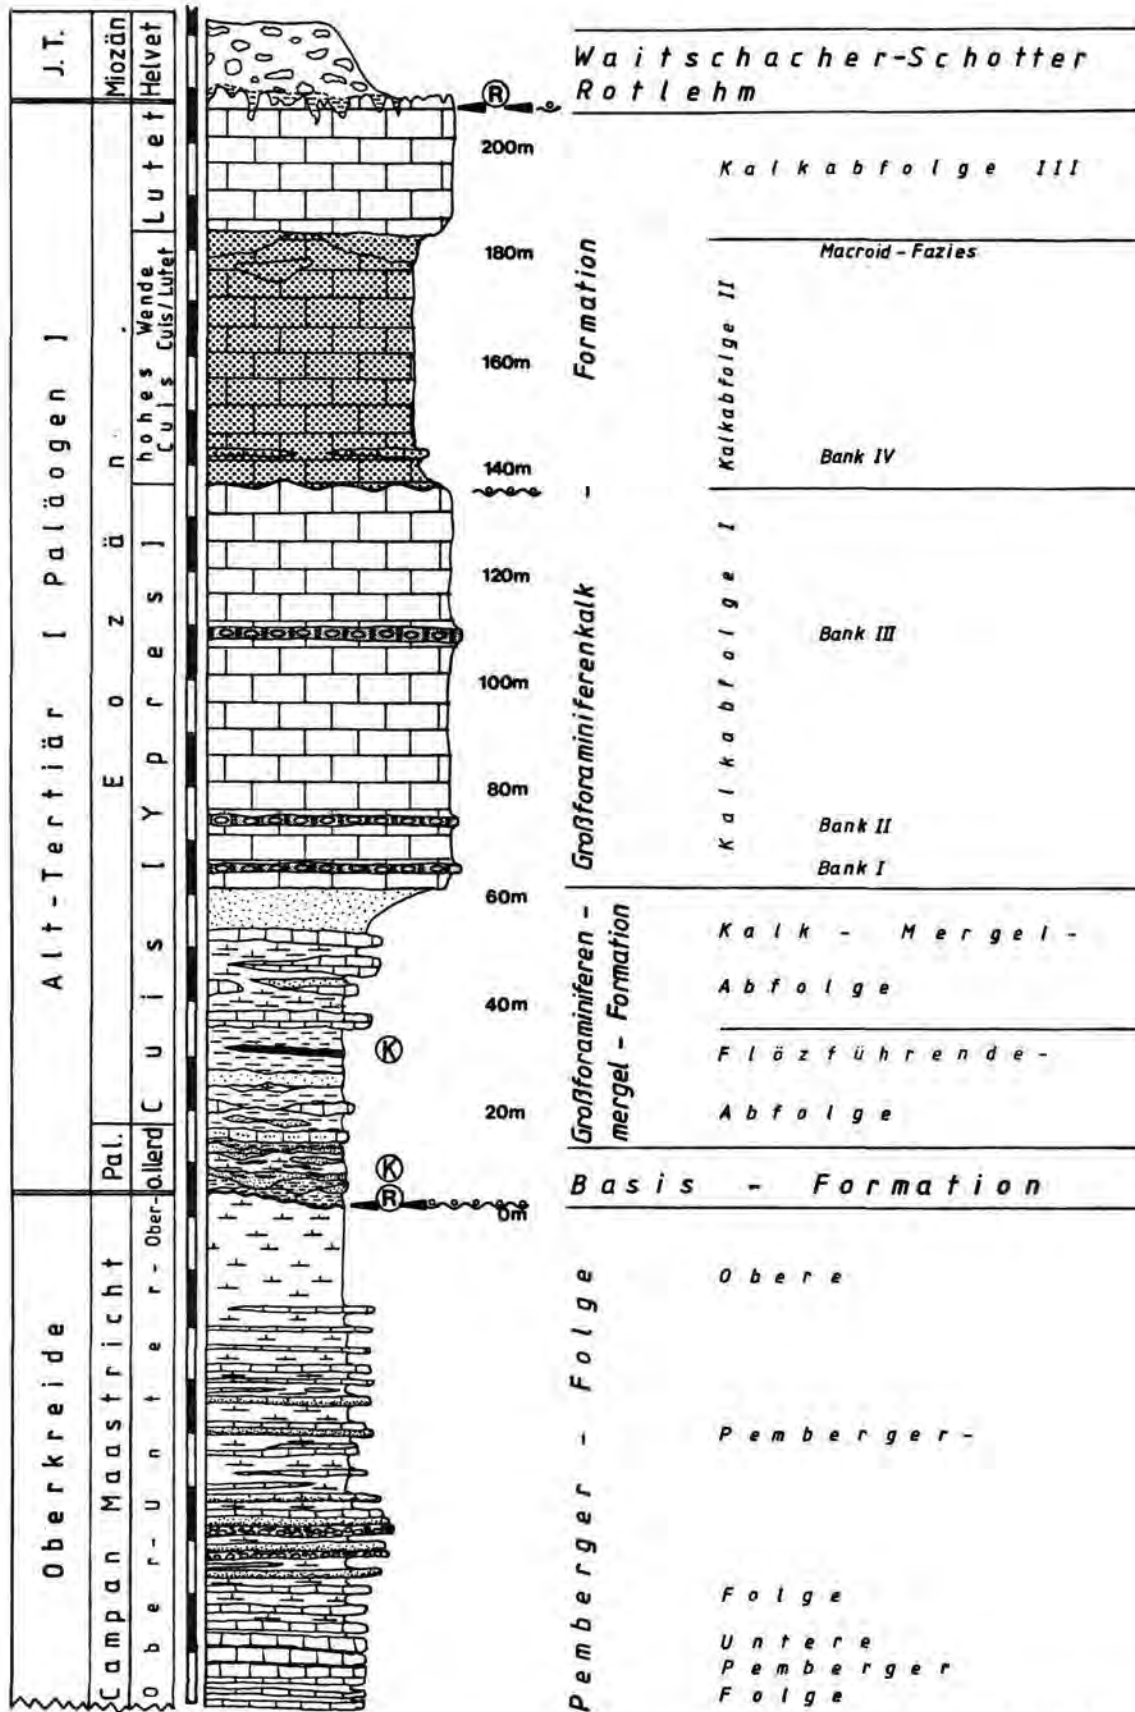 J.T.
Miozän
Helvet
Waitschacher-Schotter
Rotlehm
R
Alt-Tertiär [ Paläogen ]
Eozän
Lutet
200m
Kalkabfolge III
hohes Cuis
Wende Cuis/Lutet
180m
160m
140m
Großforaminiferenkalk - Formation
Macroid-Fazies
Kalkabfolge II
Bank IV
Cuis [Ypres]
120m
100m
80m
60m
Kalkabfolge I
Bank III
Bank II
Bank I
Großforaminiferen-
mergel - Formation
Kalk - Mergel-
Abfolge
40m
K
Flözführende-
Abfolge
20m
Pal.
o.llerd
K
Basis - Formation
R
0m
Oberkreide
Campan Maastricht
Ober-Unter-Ober-
Pemberger - Folge
Obere
Pemberger-
Folge
Untere
Pemberger
Folge